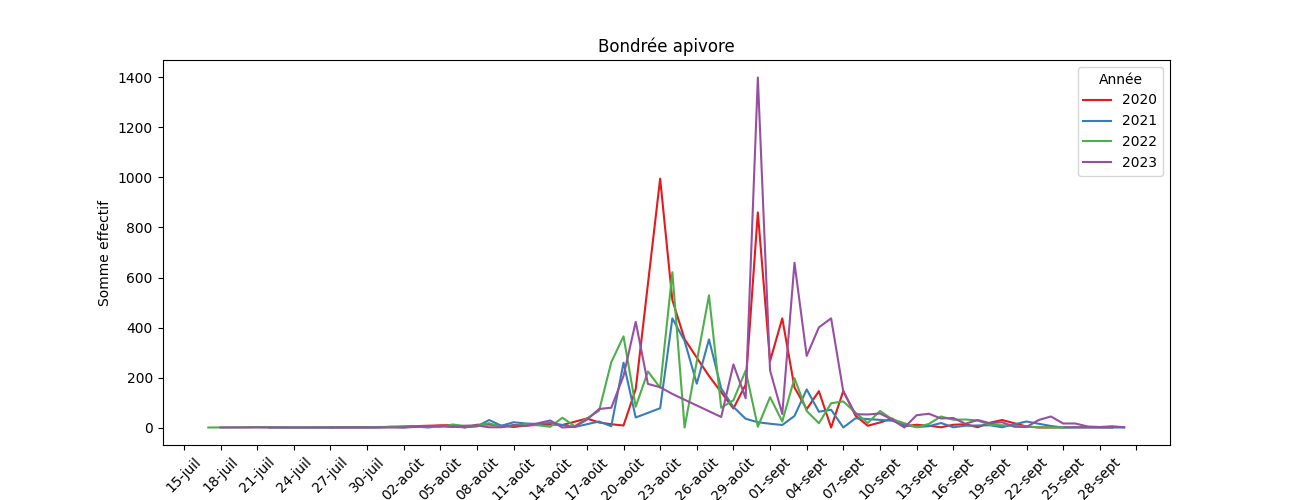 Bondrée apivore
Somme effectif
1400
1200
1000
800
600
400
200
0
Année
2020
2021
2022
2023
15-juil
18-juil
21-juil
24-juil
27-juil
30-juil
02-août
05-août
08-août
11-août
14-août
17-août
20-août
23-août
26-août
29-août
01-sept
04-sept
07-sept
10-sept
13-sept
16-sept
19-sept
22-sept
25-sept
28-sept